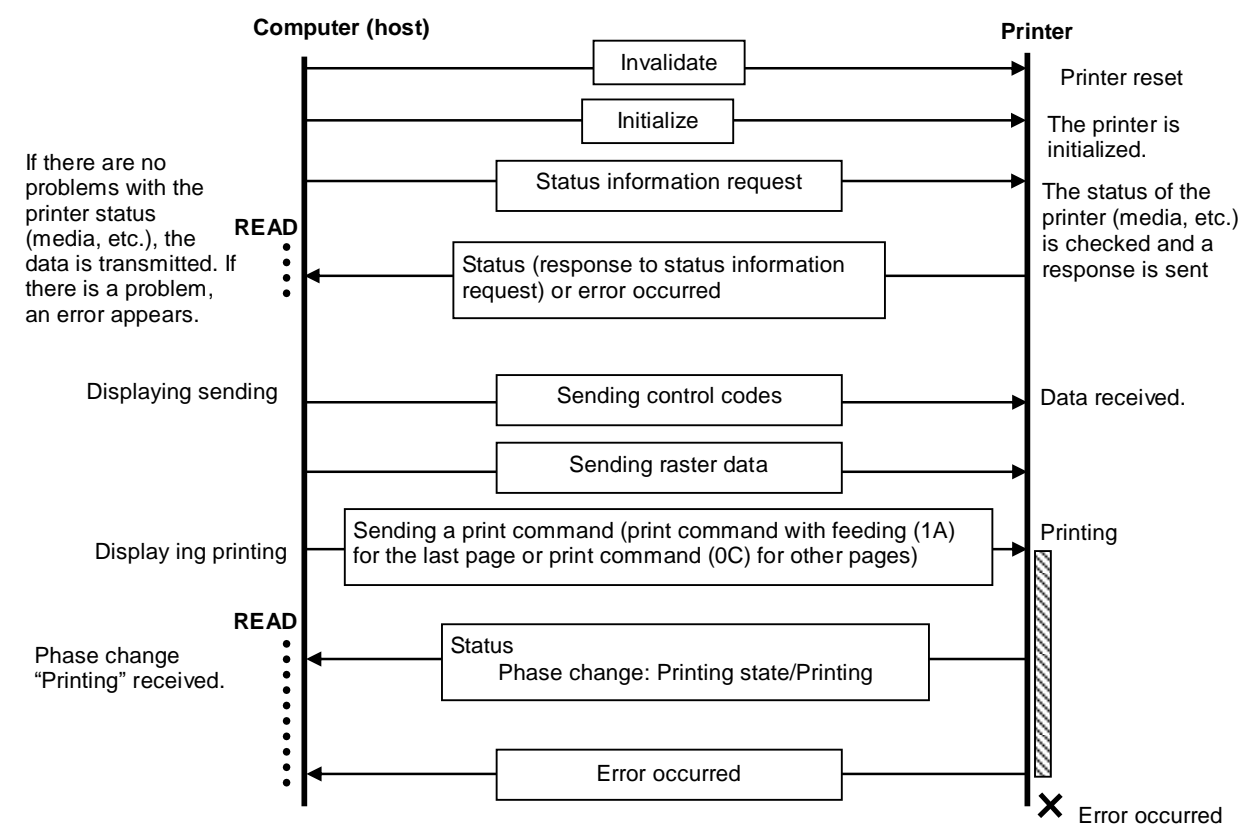 Computer (host)
Printer
Invalidate
Printer reset
Initialize
The printer is
initialized.
If there are no
problems with the
printer status
(media, etc.), the
data is transmitted. If
there is a problem,
an error appears.
Status information request
The status of the
printer (media, etc.)
is checked and a
response is sent
READ
Status (response to status information
request) or error occurred
Displaying sending
Sending control codes
Data received.
Sending raster data
Display ing printing
Sending a print command (print command with feeding (1A)
for the last page or print command (0C) for other pages)
Printing
READ
Phase change
“Printing” received.
Status
Phase change: Printing state/Printing
Error occurred
Error occurred